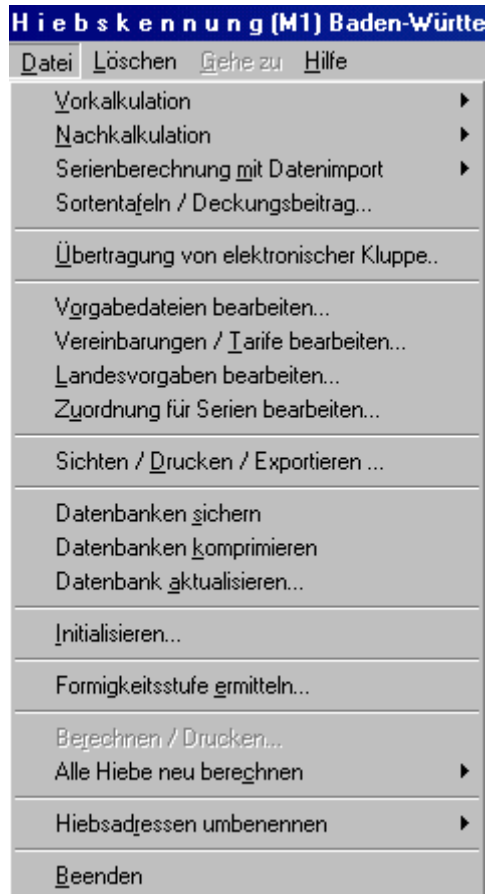 H i e b s k e n n u n g (M1) Baden-Württe
Datei Löschen Gehe zu Hilfe
Vorkalkulation
Nachkalkulation
Serienberechnung mit Datenimport
Sortentafeln / Deckungsbeitrag...
Übertragung von elektronischer Kluppe..
Vorgabedateien bearbeiten...
Vereinbarungen / Tarife bearbeiten...
Landesvorgaben bearbeiten...
Zuordnung für Serien bearbeiten...
Sichten / Drucken / Exportieren ...
Datenbanken sichern
Datenbanken komprimieren
Datenbank aktualisieren...
Initialisieren...
Formigkeitsstufe ermitteln...
Berechnen / Drucken...
Alle Hiebe neu berechnen
Hiebsadressen umbenennen
Beenden